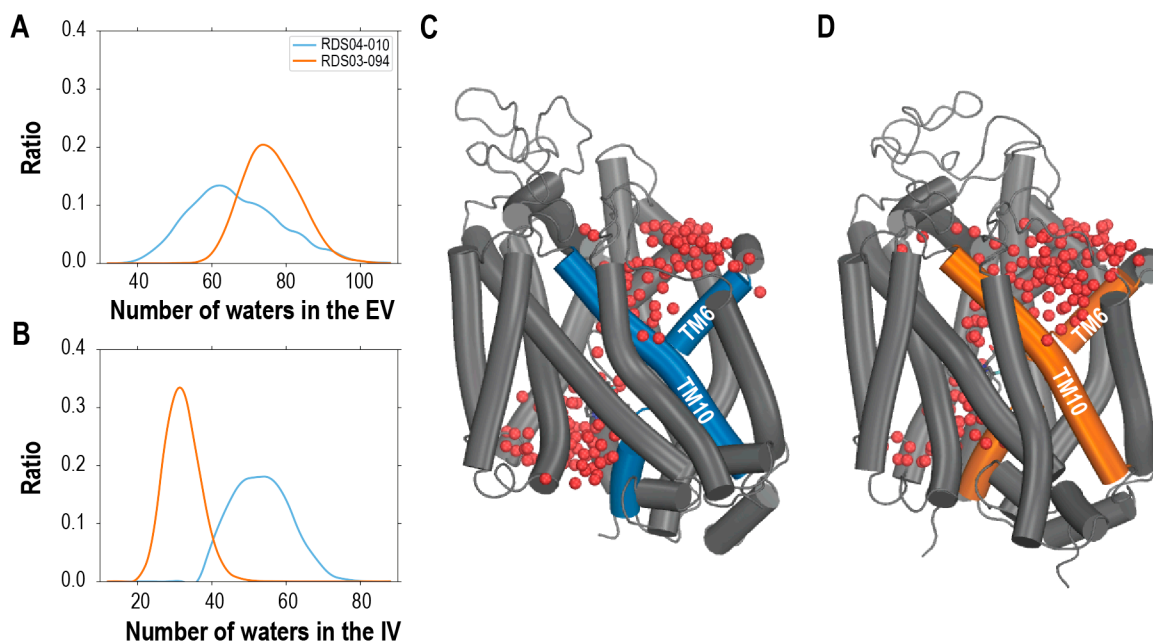 A
0.4
0.3
0.2
0.1
0.0
Ratio
40
60
80
100
Number of waters in the EV
RDS04-010
RDS03-094
B
0.4
0.3
0.2
0.1
0.0
Ratio
20
40
60
80
Number of waters in the IV
C
TM6
TM10
D
TM6
TM10